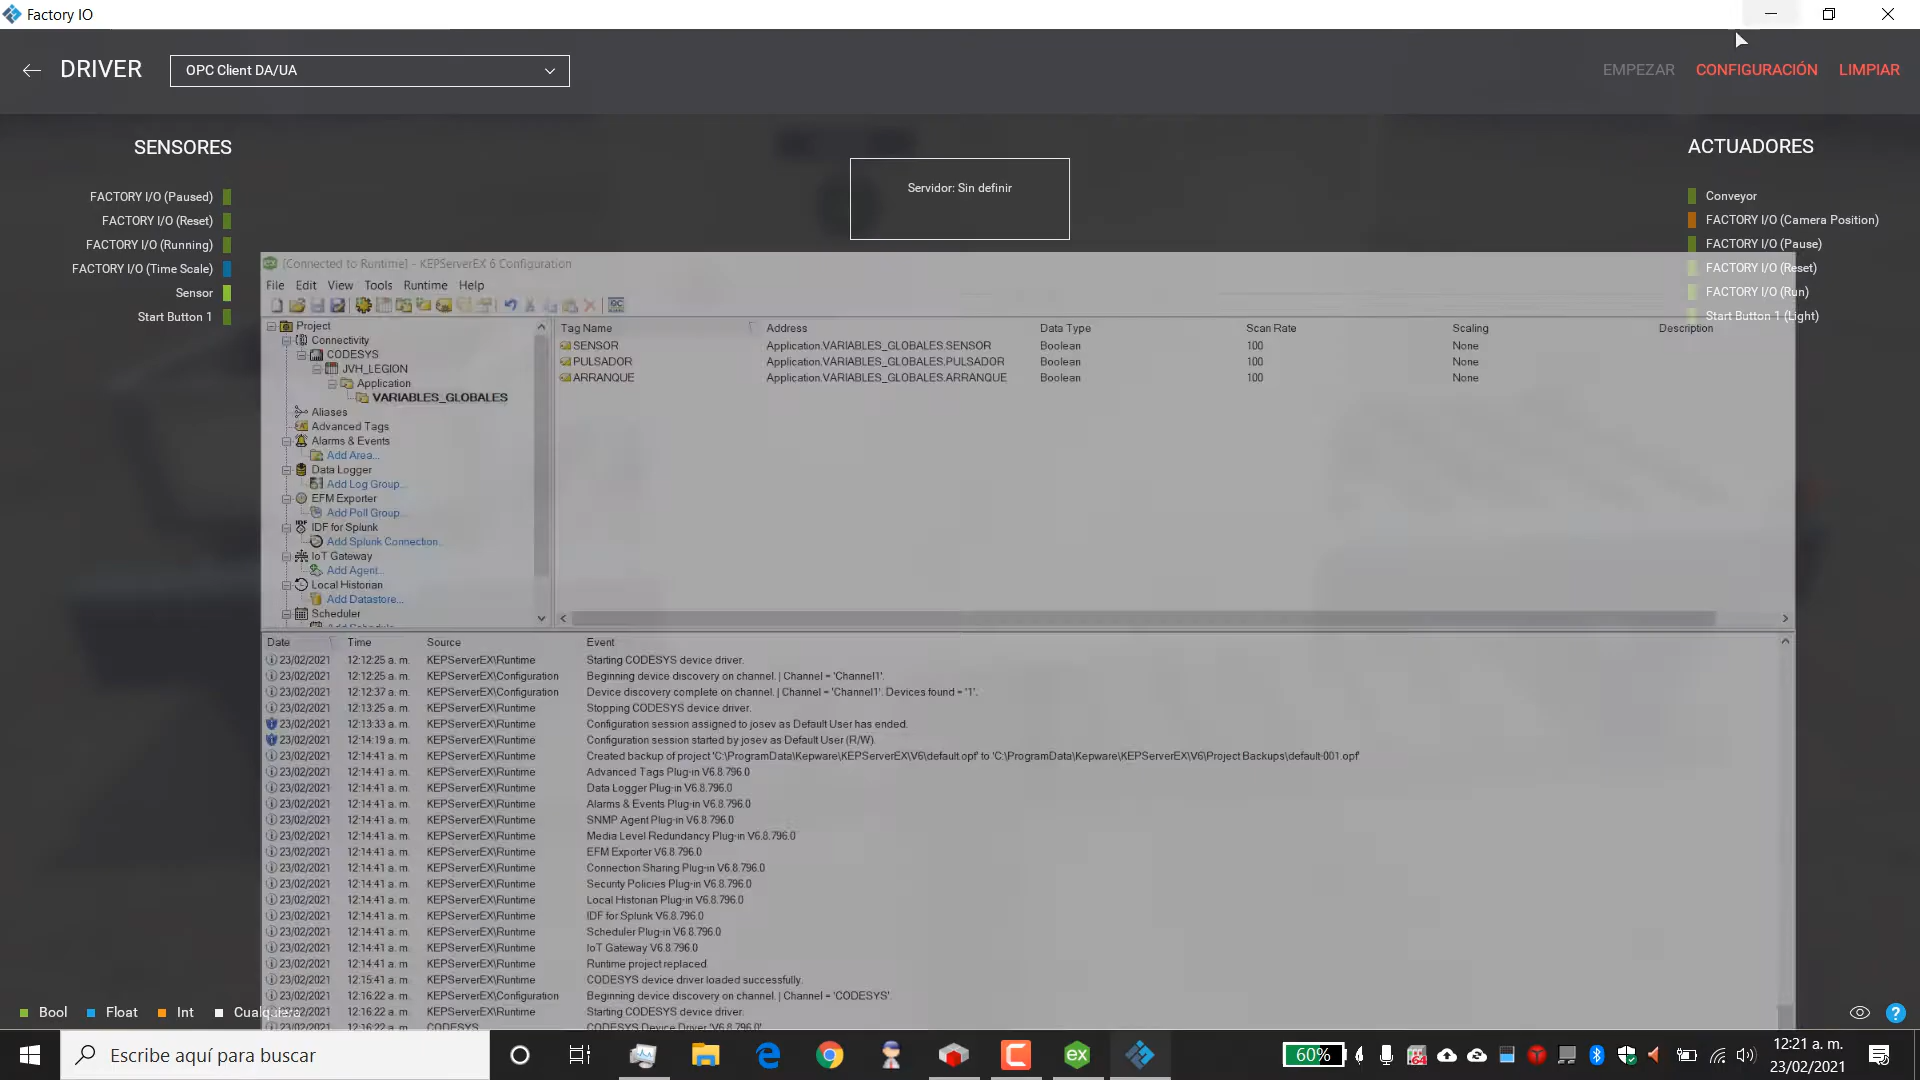 Factory IO
DRIVER
OPC Client DA/UA
EMPEZAR
CONFIGURACIÓN
LIMPIAR
SENSORES
FACTORY I/O (Paused)
FACTORY I/O (Reset)
FACTORY I/O (Running)
FACTORY I/O (Time Scale)
Sensor
Start Button 1
Servidor: Sin definir
ACTUADORES
Conveyor
FACTORY I/O (Camera Position)
FACTORY I/O (Pause)
FACTORY I/O (Reset)
FACTORY I/O (Run)
Start Button 1 (Light)
[Connected to Runtime] - KEPServerEX 6 Configuration
File Edit View Tools Runtime Help
Project
Connectivity
CODESYS
JVH_LEGION
Application
VARIABLES_GLOBALES
Aliases
Advanced Tags
Alarms & Events
Add Area...
Data Logger
Add Log Group...
EFM Exporter
Add Poll Group...
IDF for Splunk
Add Splunk Connection...
IoT Gateway
Add Agent...
Local Historian
Add Datastore...
Scheduler
Tag Name Address Data Type Scan Rate Scaling Description
SENSOR Application.VARIABLES_GLOBALES.SENSOR Boolean 100 None
PULSADOR Application.VARIABLES_GLOBALES.PULSADOR Boolean 100 None
ARRANQUE Application.VARIABLES_GLOBALES.ARRANQUE Boolean 100 None
Date Time Source Event
23/02/2021 12:12:25 a. m. KEPServerEX\Runtime Starting CODESYS device driver.
23/02/2021 12:12:25 a. m. KEPServerEX\Configuration Beginning device discovery on channel. | Channel = 'Channel1'.
23/02/2021 12:12:37 a. m. KEPServerEX\Configuration Device discovery complete on channel. | Channel = 'Channel1'. Devices found = '1'.
23/02/2021 12:13:25 a. m. KEPServerEX\Runtime Stopping CODESYS device driver.
23/02/2021 12:13:33 a. m. KEPServerEX\Runtime Configuration session assigned to josev as Default User has ended.
23/02/2021 12:14:19 a. m. KEPServerEX\Runtime Configuration session started by josev as Default User (R/W).
23/02/2021 12:14:41 a. m. KEPServerEX\Runtime Created backup of project 'C:\ProgramData\Kepware\KEPServerEX\V6\default.opf' to 'C:\ProgramData\Kepware\KEPServerEX\V6\Project Backups\default-001.opf'
23/02/2021 12:14:41 a. m. KEPServerEX\Runtime Advanced Tags Plug-in V6.8.796.0
23/02/2021 12:14:41 a. m. KEPServerEX\Runtime Data Logger Plug-in V6.8.796.0
23/02/2021 12:14:41 a. m. KEPServerEX\Runtime Alarms & Events Plug-in V6.8.796.0
23/02/2021 12:14:41 a. m. KEPServerEX\Runtime SNMP Agent Plug-in V6.8.796.0
23/02/2021 12:14:41 a. m. KEPServerEX\Runtime Media Level Redundancy Plug-in V6.8.796.0
23/02/2021 12:14:41 a. m. KEPServerEX\Runtime EFM Exporter V6.8.796.0
23/02/2021 12:14:41 a. m. KEPServerEX\Runtime Connection Sharing Plug-in V6.8.796.0
23/02/2021 12:14:41 a. m. KEPServerEX\Runtime Security Policies Plug-in V6.8.796.0
23/02/2021 12:14:41 a. m. KEPServerEX\Runtime Local Historian Plug-in V6.8.796.0
23/02/2021 12:14:41 a. m. KEPServerEX\Runtime IDF for Splunk V6.8.796.0
23/02/2021 12:14:41 a. m. KEPServerEX\Runtime Scheduler Plug-in V6.8.796.0
23/02/2021 12:14:41 a. m. KEPServerEX\Runtime IoT Gateway V6.8.796.0
23/02/2021 12:14:41 a. m KEPServerEX\Runtime Runtime project replaced.
23/02/2021 12:15:41 a. m. KEPServerEX\Runtime CODESYS device driver loaded successfully.
23/02/2021 12:16:22 a. m. KEPServerEX\Configuration Beginning device discovery on channel. | Channel = 'CODESYS'.
23/02/2021 12:16:22 a. m. KEPServerEX\Runtime Starting CODESYS device driver.
23/02/2021 12:16:22 a. m. CODESYS CODESYS Device Driver 'V6.8.796.0'
Bool Float Int Cualquiera
Escribe aquí para buscar
60%
12:21 a. m.
23/02/2021